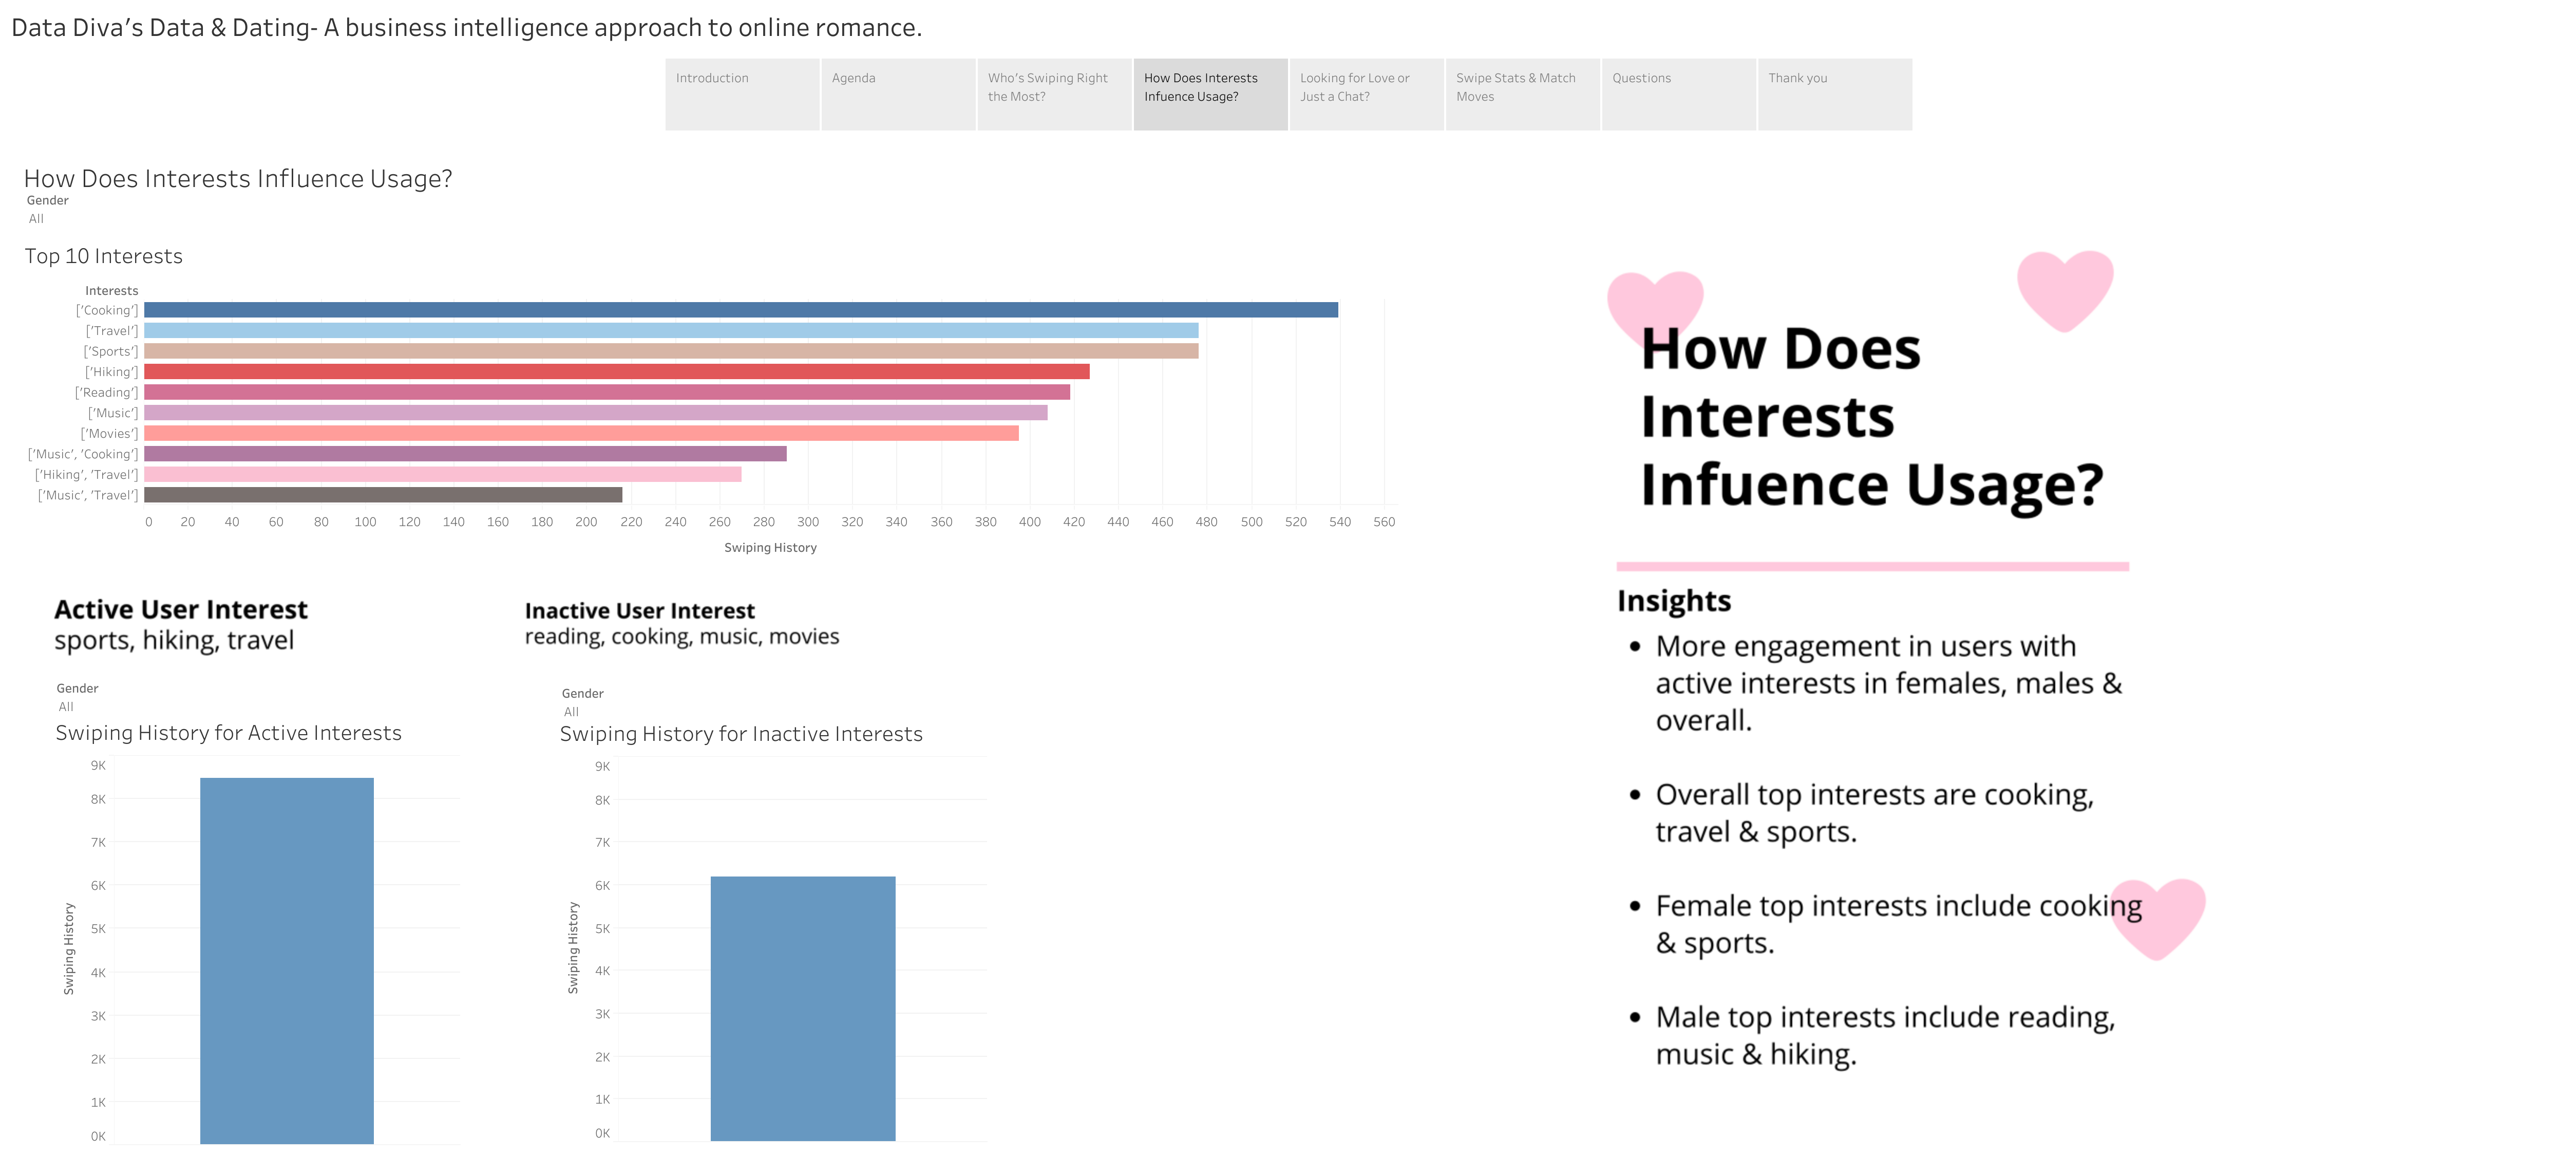 Data Diva's Data & Dating- A business intelligence approach to online romance.
Introduction
Agenda
Who's Swiping Right
the Most?
How Does Interests
Infuence Usage?
Looking for Love or
Just a Chat?
Swipe Stats & Match
Moves
Questions
Thank you
How Does Interests Influence Usage?
Gender
All
Top 10 Interests
Interests
['Cooking']
['Travel']
['Sports']
['Hiking']
['Reading']
['Music']
['Movies']
['Music', 'Cooking']
['Hiking', 'Travel']
['Music', 'Travel']
0 20 40 60 80 100 120 140 160 180 200 220 240 260 280 300 320 340 360 380 400 420 440 460 480 500 520 540 560
Swiping History
Active User Interest
sports, hiking, travel
Gender
All
Swiping History for Active Interests
9K
8K
7K
6K
5K
4K
3K
2K
1K
0K
Swiping History
Inactive User Interest
reading, cooking, music, movies
Gender
All
Swiping History for Inactive Interests
9K
8K
7K
6K
5K
4K
3K
2K
1K
0K
Swiping History
How Does
Interests
Infuence Usage?
Insights
• More engagement in users with
active interests in females, males &
overall.
• Overall top interests are cooking,
travel & sports.
• Female top interests include cooking
& sports.
• Male top interests include reading,
music & hiking.